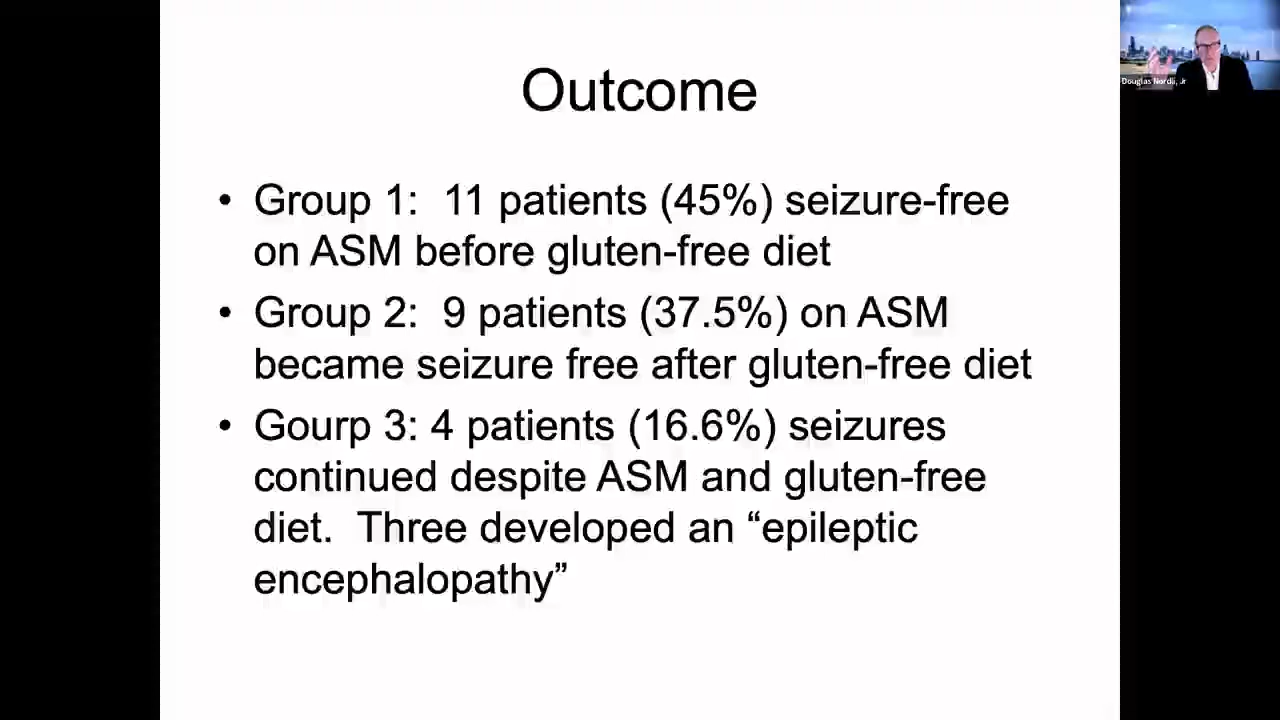 Outcome
• Group 1:  11 patients (45%) seizure-free
on ASM before gluten-free diet
• Group 2:  9 patients (37.5%) on ASM
became seizure free after gluten-free diet
• Gourp 3: 4 patients (16.6%) seizures
continued despite ASM and gluten-free
diet.  Three developed an “epileptic
encephalopathy”
Douglas Nordli, Jr